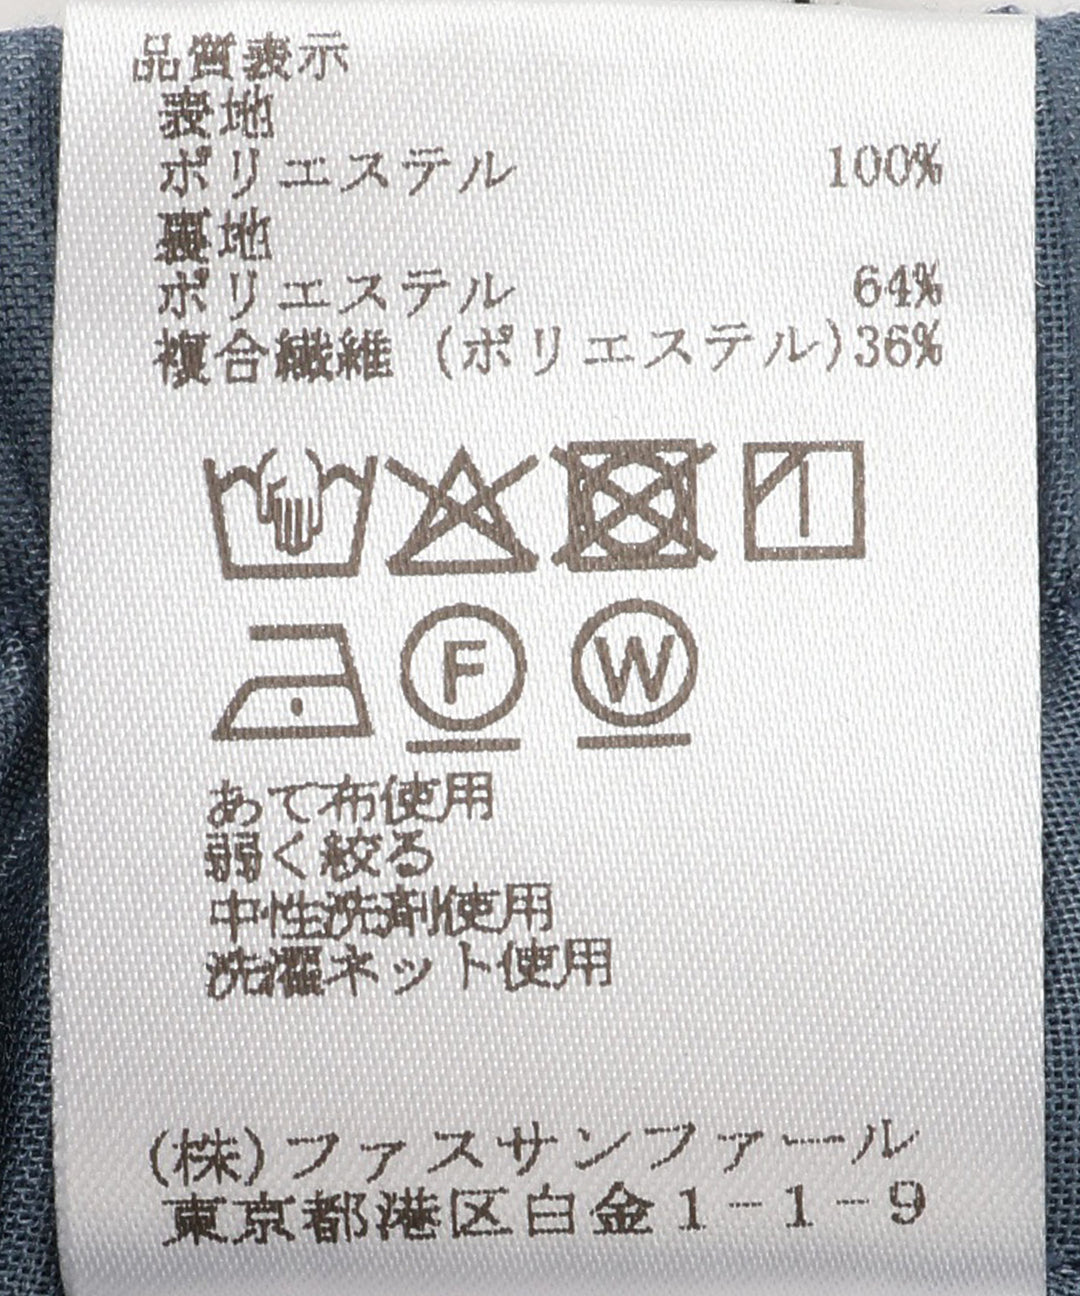 品質表示
表地
ポリエステル 100%
裏地
ポリエステル 64%
複合繊維 (ポリエステル)36%
F W
あて布使用
弱く絞る
中性洗剤使用
洗濯ネット使用
(株)ファスサンファール
東京都港区白金1-1-9